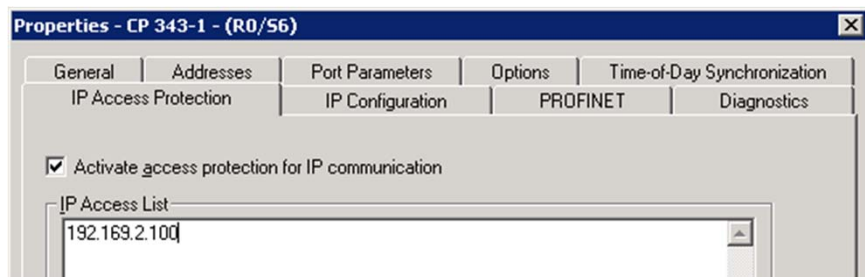 Properties - CP 343-1 - (R0/S6)
General Addresses Port Parameters Options Time-of-Day Synchronization
IP Access Protection IP Configuration PROFINET Diagnostics
Activate access protection for IP communication
IP Access List
192.169.2.100